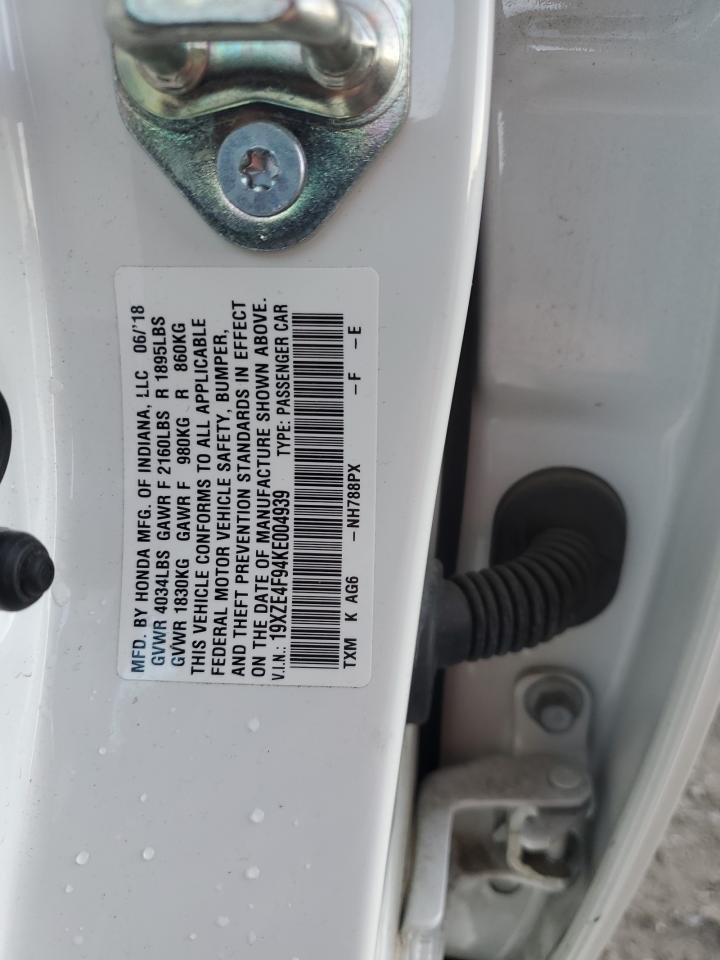 MFD. BY HONDA MFG. OF INDIANA, LLC 06/'18
GVWR 4034LBS GAWR F 2160LBS R 1895LBS
GVWR 1830KG GAWR F 980KG R 860KG
THIS VEHICLE CONFORMS TO ALL APPLICABLE
FEDERAL MOTOR VEHICLE SAFETY, BUMPER,
AND THEFT PREVENTION STANDARDS IN EFFECT
ON THE DATE OF MANUFACTURE SHOWN ABOVE.
V.I.N.: 19XZE4F94KE004939 TYPE: PASSENGER CAR
TXM K AG6 -NH788PX -F -E